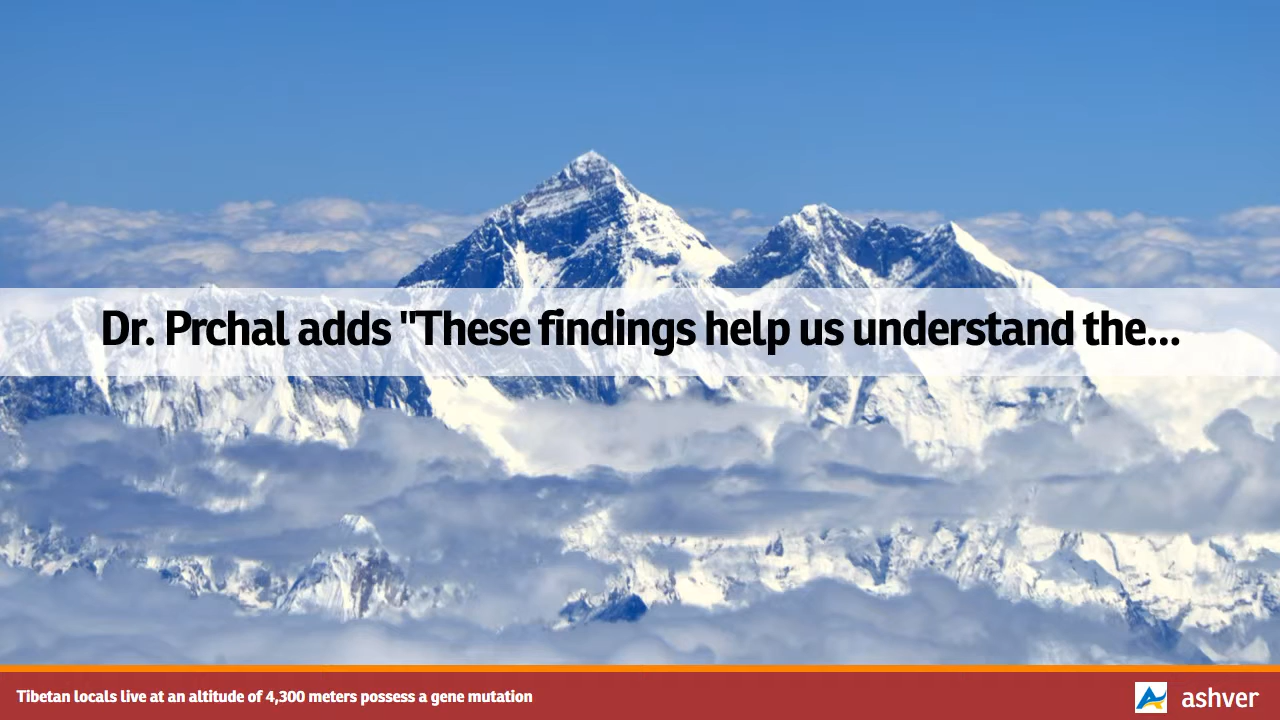 Dr. Prchal adds "These findings help us understand the...
Tibetan locals live at an altitude of 4,300 meters possess a gene mutation
ashver